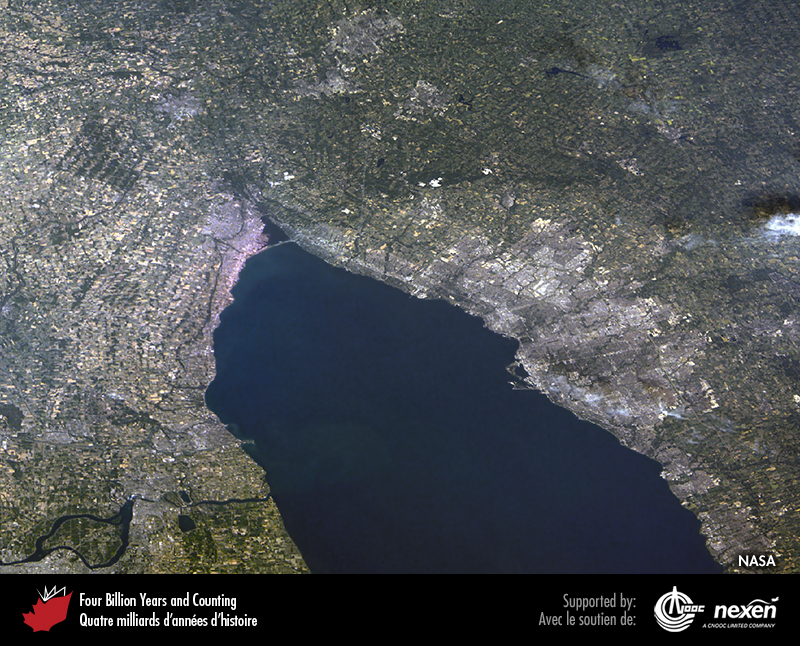 NASA
Four Billion Years and Counting
Quatre milliards d'années d'histoire
Supported by:
Avec le soutien de:
CNOOC
nexen
A CNOOC LIMITED COMPANY